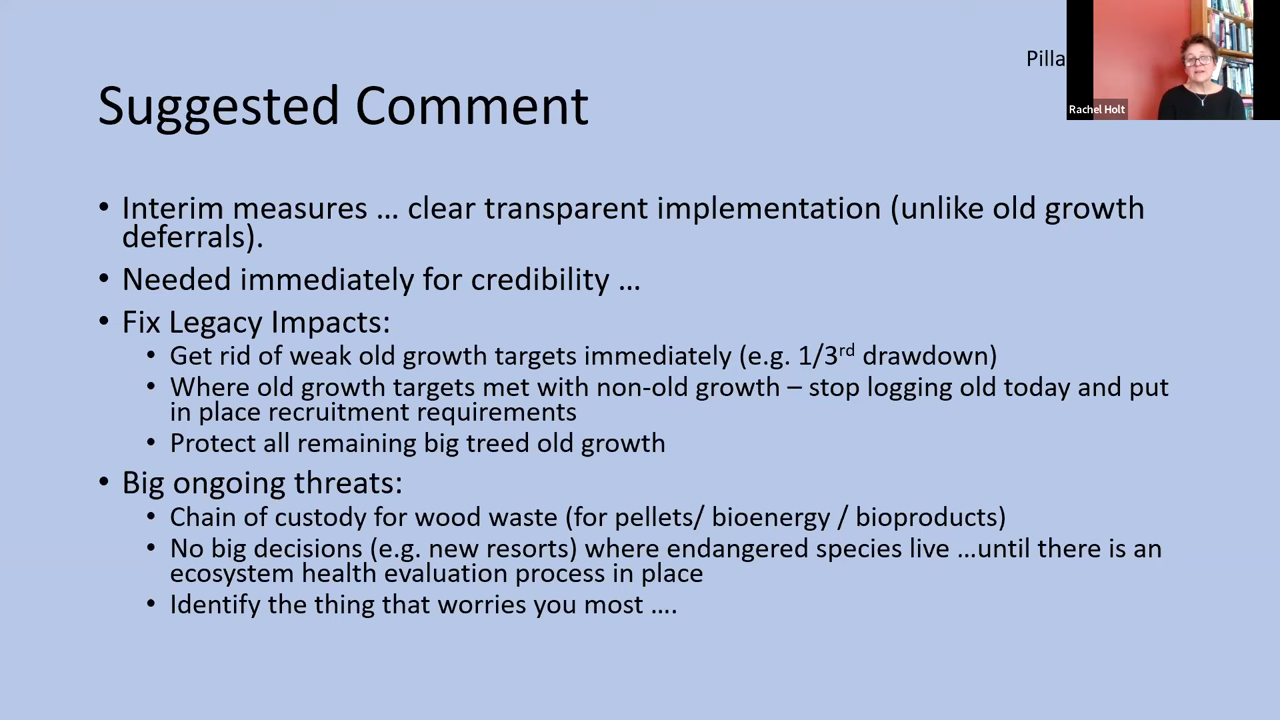 Pilla
Rachel Holt
Suggested Comment
• Interim measures … clear transparent implementation (unlike old growth
deferrals).
• Needed immediately for credibility …
• Fix Legacy Impacts:
• Get rid of weak old growth targets immediately (e.g. 1/3rd drawdown)
• Where old growth targets met with non-old growth – stop logging old today and put
in place recruitment requirements
• Protect all remaining big treed old growth
• Big ongoing threats:
• Chain of custody for wood waste (for pellets/ bioenergy / bioproducts)
• No big decisions (e.g. new resorts) where endangered species live …until there is an
ecosystem health evaluation process in place
• Identify the thing that worries you most ….